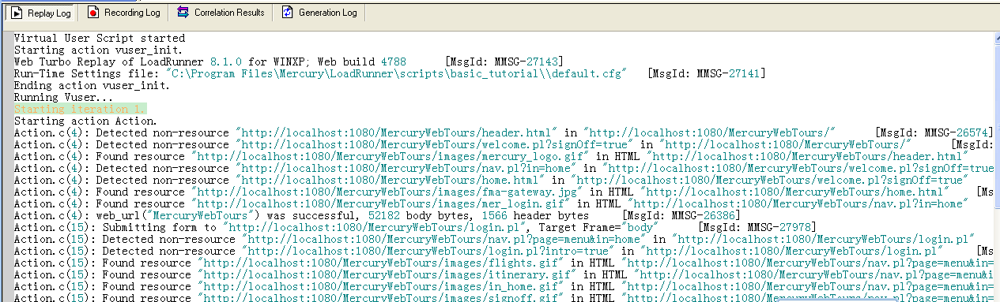 Replay Log Recording Log Correlation Results Generation Log
Virtual User Script started
Starting action vuser_init.
Web Turbo Replay of LoadRunner 8.1.0 for WINXP; Web build 4788 [MsgId: MMSG-27143]
Run-Time Settings file: "C:\Program Files\Mercury\LoadRunner\scripts\basic_tutorial\\default.cfg" [MsgId: MMSG-27141]
Ending action vuser_init.
Running Vuser...
Starting iteration 1.
Starting action Action.
Action.c(4): Detected non-resource "http://localhost:1080/MercuryWebTours/header.html" in "http://localhost:1080/MercuryWebTours/" [MsgId: MMSG-26574]
Action.c(4): Detected non-resource "http://localhost:1080/MercuryWebTours/welcome.pl?signOff=true" in "http://localhost:1080/MercuryWebTours/" [MsgId:
Action.c(4): Found resource "http://localhost:1080/MercuryWebTours/images/mercury_logo.gif" in HTML "http://localhost:1080/MercuryWebTours/header.html"
Action.c(4): Detected non-resource "http://localhost:1080/MercuryWebTours/nav.pl?in=home" in "http://localhost:1080/MercuryWebTours/welcome.pl?signOff=true
Action.c(4): Detected non-resource "http://localhost:1080/MercuryWebTours/home.html" in "http://localhost:1080/MercuryWebTours/welcome.pl?signOff=true"
Action.c(4): Found resource "http://localhost:1080/MercuryWebTours/images/fma-gateway.jpg" in HTML "http://localhost:1080/MercuryWebTours/home.html" [Ms
Action.c(4): Found resource "http://localhost:1080/MercuryWebTours/images/mer_login.gif" in HTML "http://localhost:1080/MercuryWebTours/nav.pl?in=home"
Action.c(4): web_url("MercuryWebTours") was successful, 52182 body bytes, 1566 header bytes [MsgId: MMSG-26386]
Action.c(15): Submitting form to "http://localhost:1080/MercuryWebTours/login.pl", Target Frame="body" [MsgId: MMSG-27978]
Action.c(15): Detected non-resource "http://localhost:1080/MercuryWebTours/nav.pl?page=menu&in=home" in "http://localhost:1080/MercuryWebTours/login.pl"
Action.c(15): Detected non-resource "http://localhost:1080/MercuryWebTours/login.pl?intro=true" in "http://localhost:1080/MercuryWebTours/login.pl" [Ms
Action.c(15): Found resource "http://localhost:1080/MercuryWebTours/images/flights.gif" in HTML "http://localhost:1080/MercuryWebTours/nav.pl?page=menu&in=
Action.c(15): Found resource "http://localhost:1080/MercuryWebTours/images/itinerary.gif" in HTML "http://localhost:1080/MercuryWebTours/nav.pl?page=menu&i
Action.c(15): Found resource "http://localhost:1080/MercuryWebTours/images/in_home.gif" in HTML "http://localhost:1080/MercuryWebTours/nav.pl?page=menu&in=
Action.c(15): Found resource "http://localhost:1080/MercuryWebTours/images/signoff.gif" in HTML "http://localhost:1080/MercuryWebTours/nav.pl?page=menu&in=